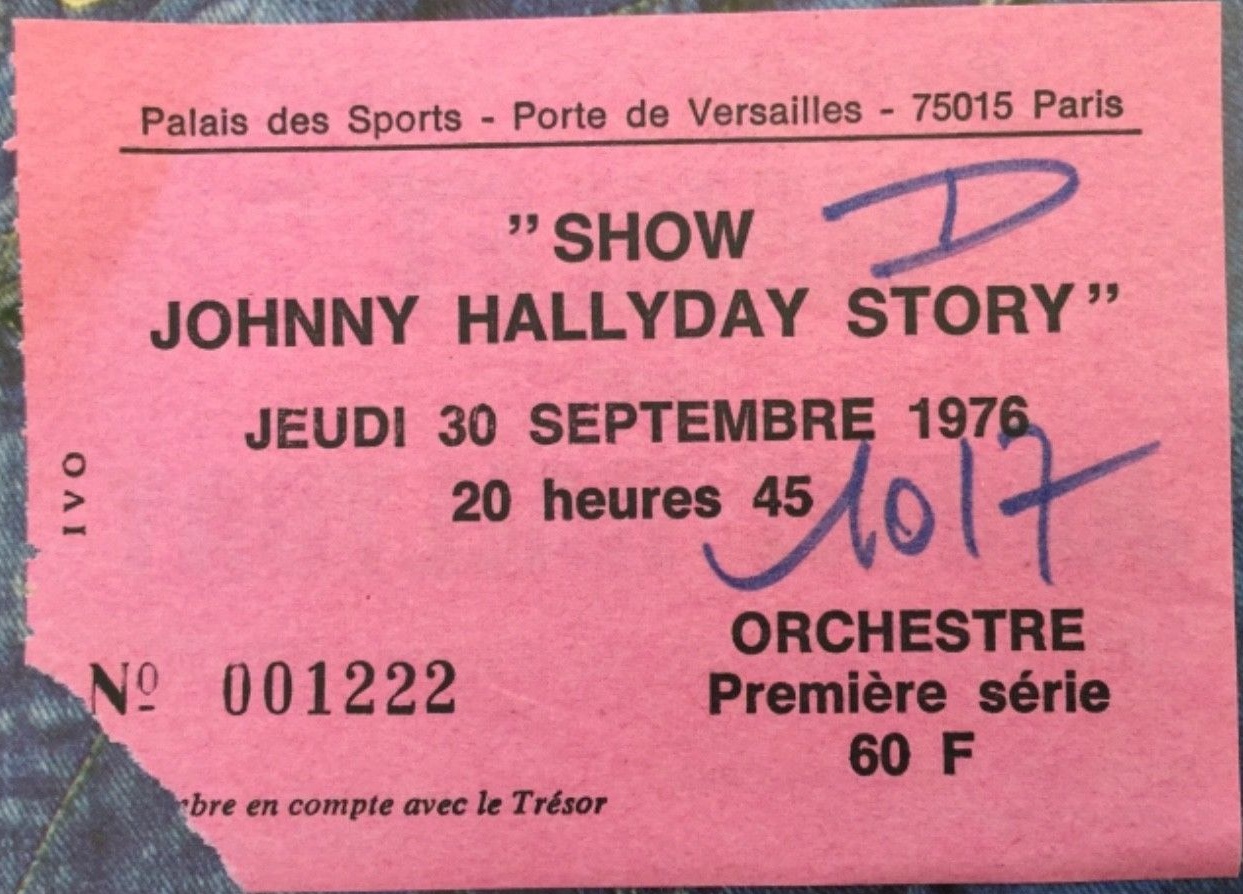 Palais des Sports - Porte de Versailles - 75015 Paris
D
"SHOW
JOHNNY HALLYDAY STORY"
JEUDI 30 SEPTEMBRE 1976
20 heures 45
1017
IVO
ORCHESTRE
Première série
60 F
Nº 001222
bre en compte avec le Trésor